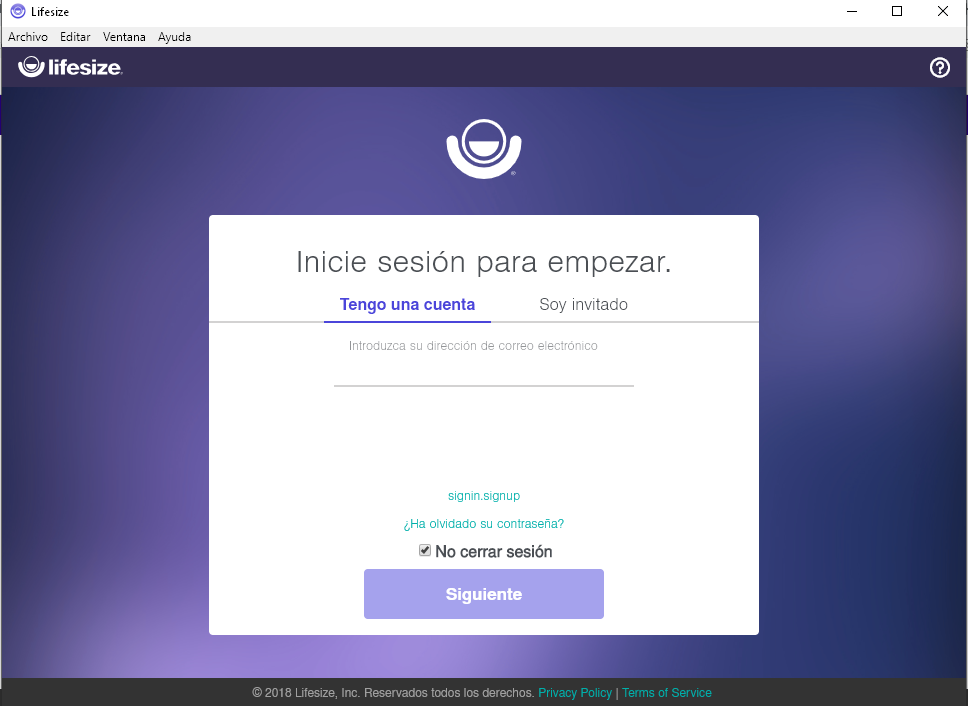 Lifesize
Archivo Editar Ventana Ayuda
lifesize
Inicie sesión para empezar.
Tengo una cuenta Soy invitado
Introduzca su dirección de correo electrónico
signin.signup
¿Ha olvidado su contraseña?
No cerrar sesión
Siguiente
© 2018 Lifesize, Inc. Reservados todos los derechos. Privacy Policy | Terms of Service